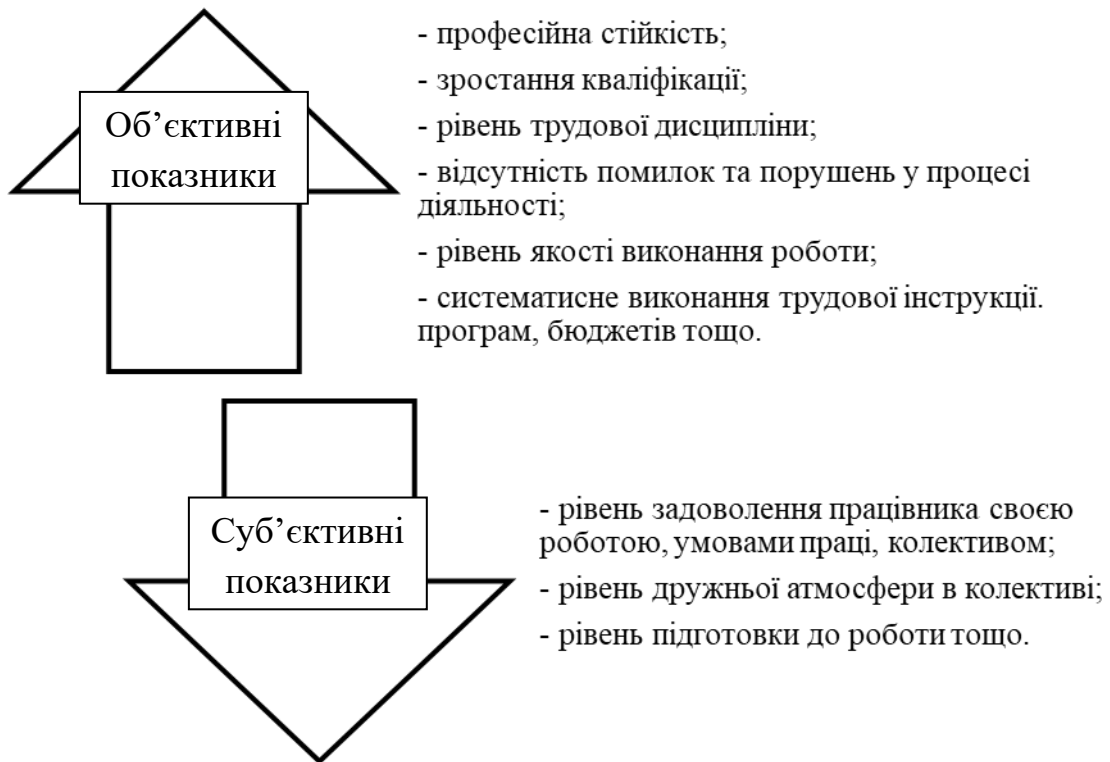 Об’єктивні
показники
- професійна стійкість;
- зростання кваліфікації;
- рівень трудової дисципліни;
- відсутність помилок та порушень у процесі
діяльності;
- рівень якості виконання роботи;
- систематисне виконання трудової інструкції.
програм, бюджетів тощо.
Суб’єктивні
показники
- рівень задоволення працівника своєю
роботою, умовами праці, колективом;
- рівень дружньої атмосфери в колективі;
- рівень підготовки до роботи тощо.